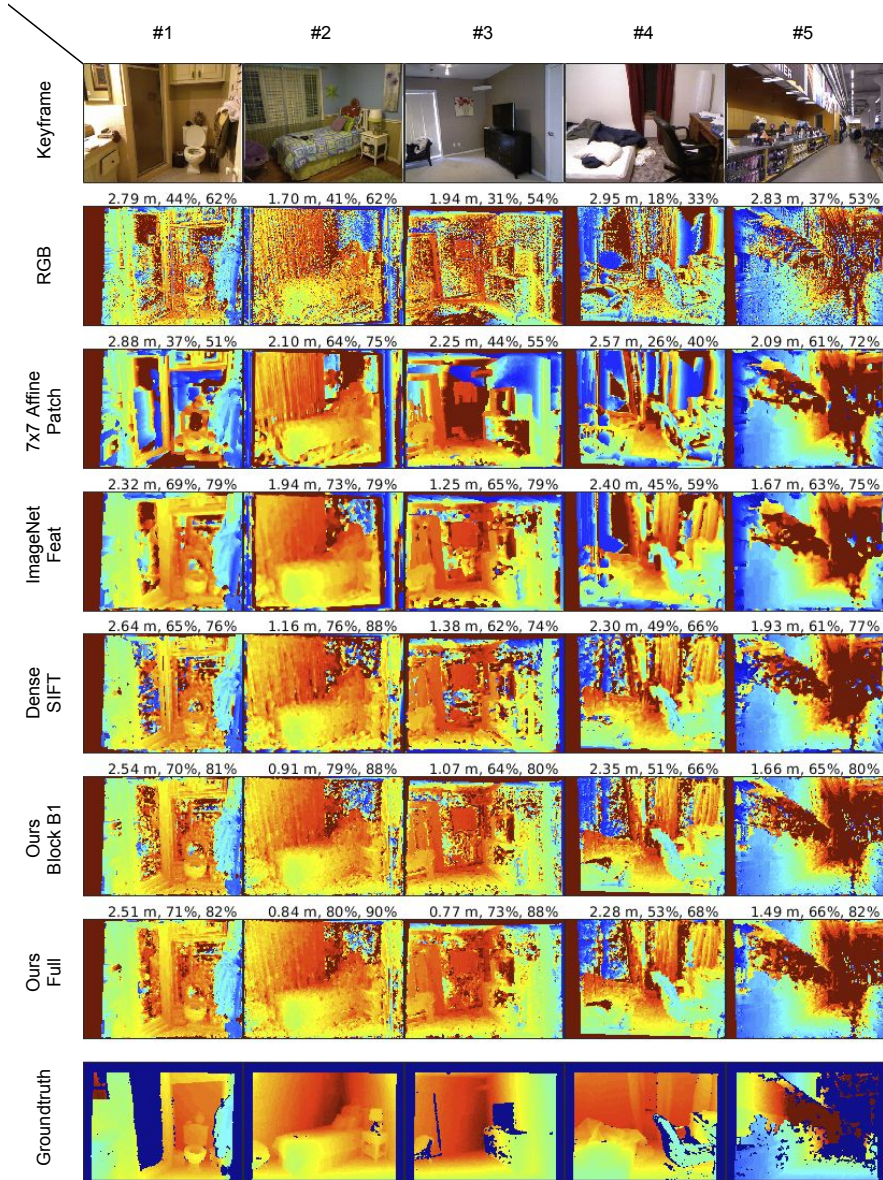 #1 #2 #3 #4 #5
Keyframe
2.79 m, 44%, 62% 1.70 m, 41%, 62% 1.94 m, 31%, 54% 2.95 m, 18%, 33% 2.83 m, 37%, 53%
RGB
2.88 m, 37%, 51% 2.10 m, 64%, 75% 2.25 m, 44%, 55% 2.57 m, 26%, 40% 2.09 m, 61%, 72%
7x7 Affine
Patch
2.32 m, 69%, 79% 1.94 m, 73%, 79% 1.25 m, 65%, 79% 2.40 m, 45%, 59% 1.67 m, 63%, 75%
ImageNet
Feat
2.64 m, 65%, 76% 1.16 m, 76%, 88% 1.38 m, 62%, 74% 2.30 m, 49%, 66% 1.93 m, 61%, 77%
Dense
SIFT
2.54 m, 70%, 81% 0.91 m, 79%, 88% 1.07 m, 64%, 80% 2.35 m, 51%, 66% 1.66 m, 65%, 80%
Ours
Block B1
2.51 m, 71%, 82% 0.84 m, 80%, 90% 0.77 m, 73%, 88% 2.28 m, 53%, 68% 1.49 m, 66%, 82%
Ours
Full
Groundtruth